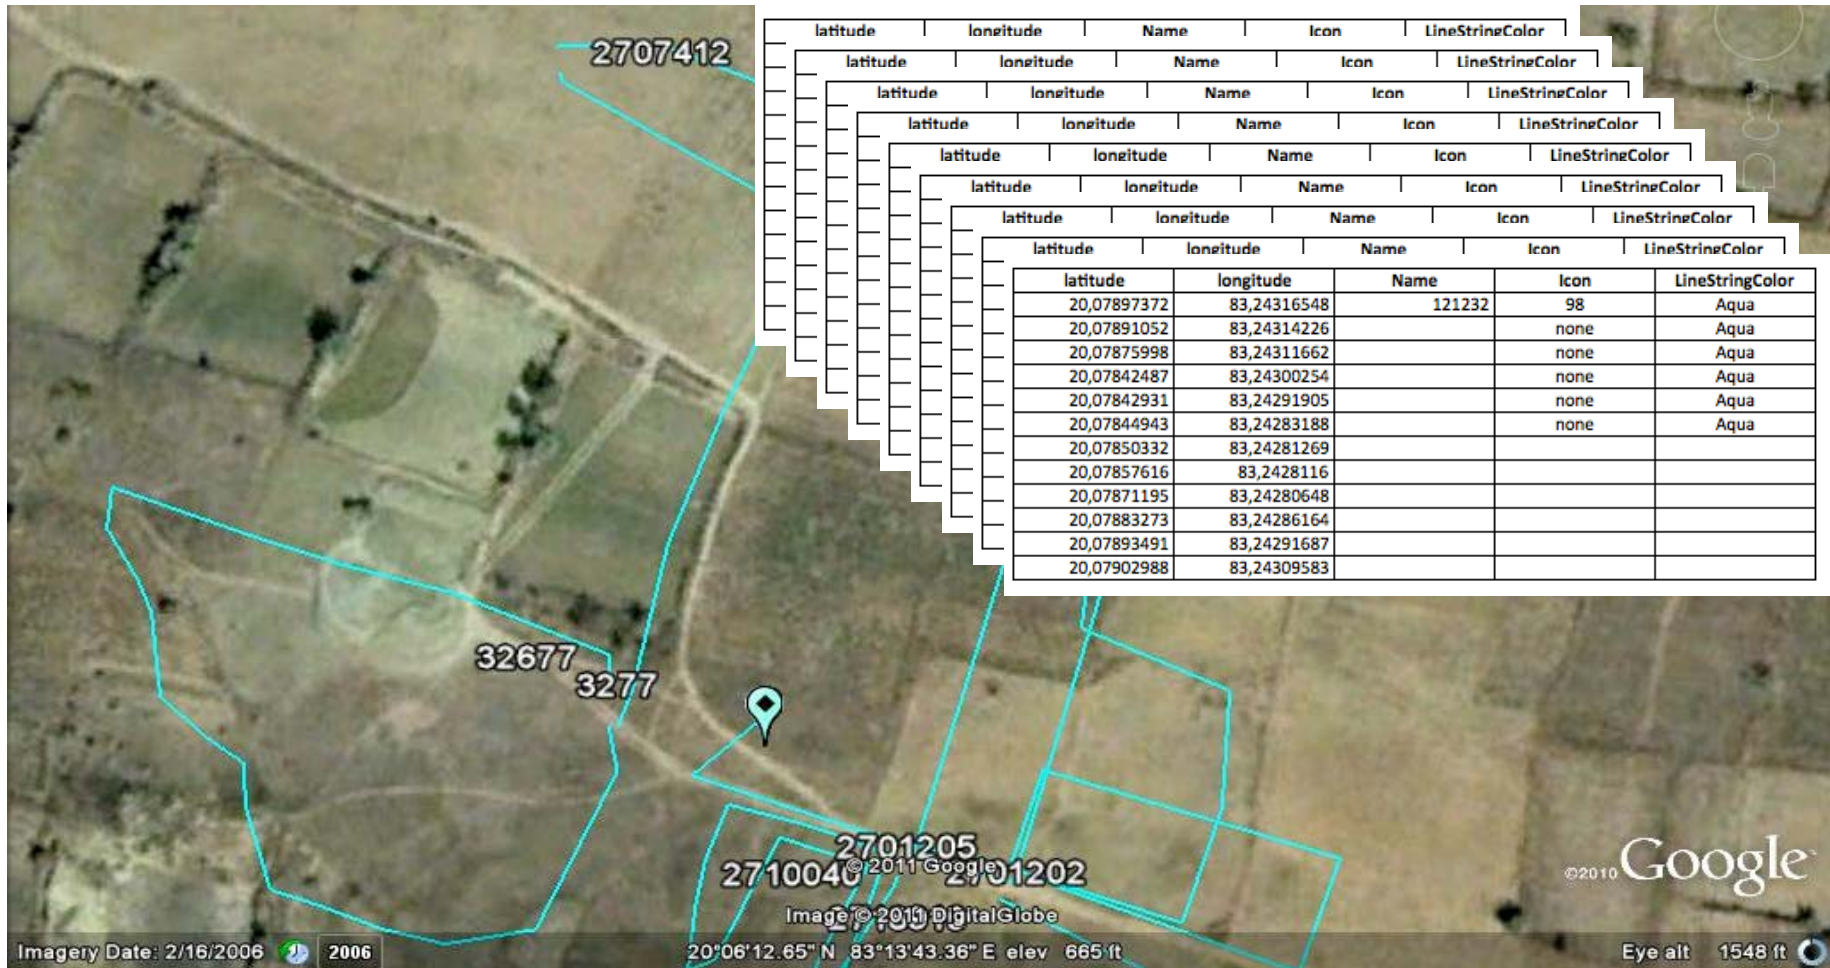 2707412
latitude longitude Name Icon LineStringColor
latitude longitude Name Icon LineStringColor
latitude longitude Name Icon LineStringColor
latitude longitude Name Icon LineStringColor
latitude longitude Name Icon LineStringColor
latitude longitude Name Icon LineStringColor
latitude longitude Name Icon LineStringColor
latitude longitude Name Icon LineStringColor
latitude longitude Name Icon LineStringColor
20,07897372 83,24316548 121232 98 Aqua
20,07891052 83,24314226 none Aqua
20,07875998 83,24311662 none Aqua
20,07842487 83,24300254 none Aqua
20,07842931 83,24291905 none Aqua
20,07844943 83,24283188 none Aqua
20,07850332 83,24281269
20,07857616 83,2428116
20,07871195 83,24280648
20,07883273 83,24286164
20,07893491 83,24291687
20,07902988 83,24309583
32677
3277
2701205
© 2011 Google
2710040 2701202
Image © 2011 DigitalGlobe
©2010 Google
Imagery Date: 2/16/2006 2006 20°06'12.65" N 83°13'43.36" E elev 665 ft Eye alt 1548 ft